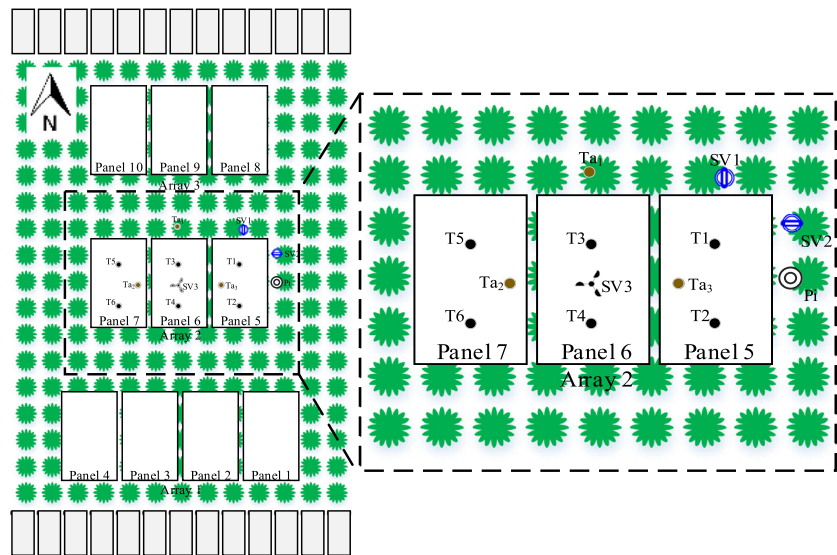 N
Panel 10 Panel 9 Panel 8
Array 3
Ta₁ SV1
SV2
T5 T3 T1
Ta₂ SV3 Ta₃ Pi
T6 T4 T2
Panel 7 Panel 6 Panel 5
Array 2
Panel 4 Panel 3 Panel 2 Panel 1
Array 1
Ta₁ SV1
SV2
T5 T3 T1
Ta₂ SV3 Ta₃ Pi
T6 T4 T2
Panel 7 Panel 6 Panel 5
Array 2